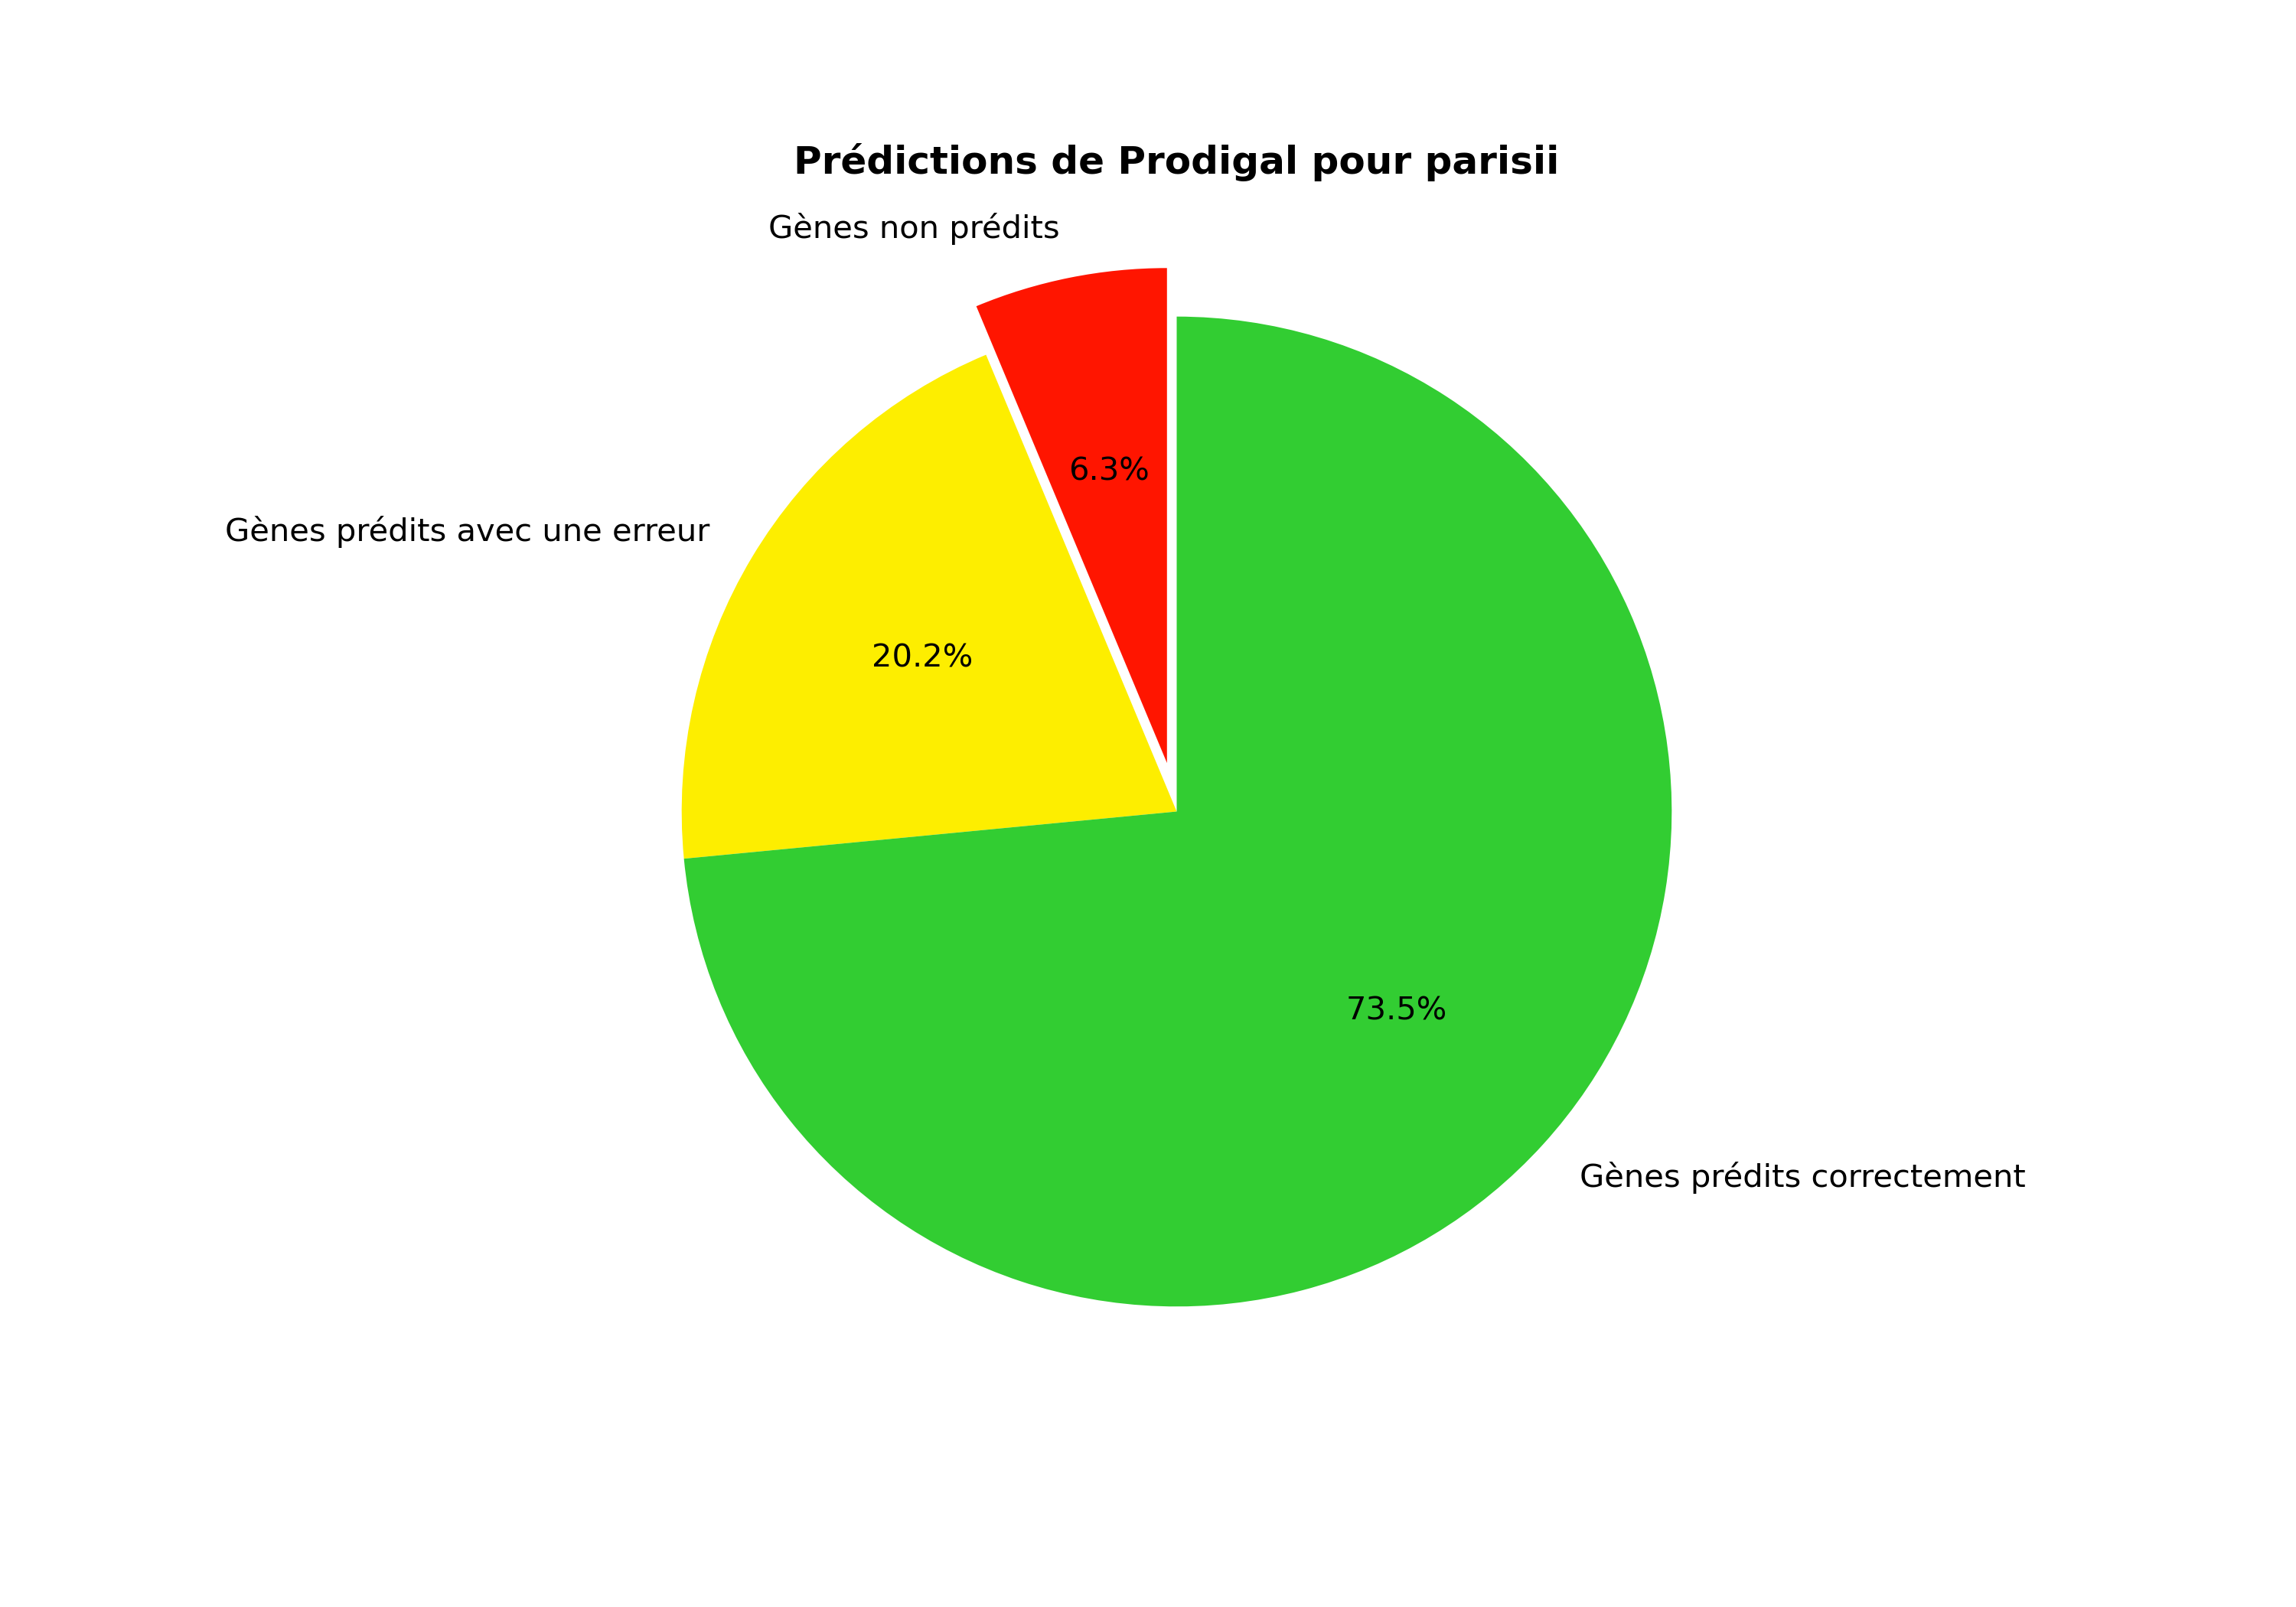 Prédictions de Prodigal pour parisii
Gènes non prédits
6.3%
Gènes prédits avec une erreur
20.2%
73.5%
Gènes prédits correctement